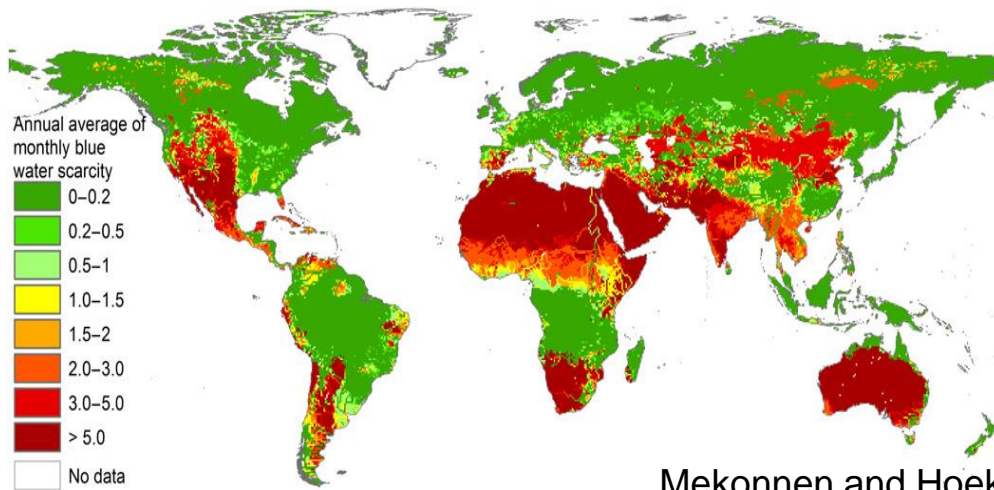 Annual average of
monthly blue
water scarcity
0–0.2
0.2–0.5
0.5–1
1.0–1.5
1.5–2
2.0–3.0
3.0–5.0
> 5.0
No data
Mekonnen and Hoek